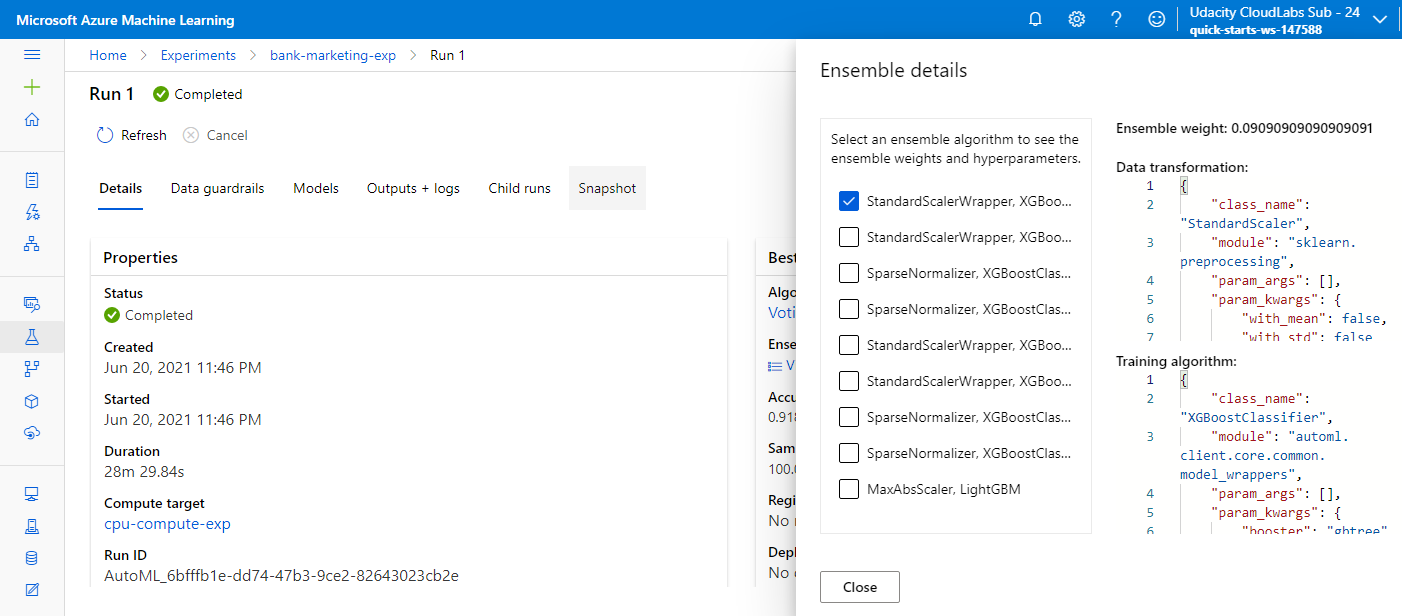 Microsoft Azure Machine Learning
Udacity CloudLabs Sub - 24
quick-starts-ws-147588
Home > Experiments > bank-marketing-exp > Run 1
Run 1 Completed
Refresh Cancel
Details Data guardrails Models Outputs + logs Child runs Snapshot
Properties
Status
Completed
Created
Jun 20, 2021 11:46 PM
Started
Jun 20, 2021 11:46 PM
Duration
28m 29.84s
Compute target
cpu-compute-exp
Run ID
AutoML_6bfffb1e-dd74-47b3-9ce2-82643023cb2e
Best
Algo
Voti
Ense
V
Accu
0.918
Sam
100.0
Regi
No
Depl
No
Ensemble details
Select an ensemble algorithm to see the
ensemble weights and hyperparameters.
StandardScalerWrapper, XGBoo...
StandardScalerWrapper, XGBoo...
SparseNormalizer, XGBoostClas...
SparseNormalizer, XGBoostClas...
StandardScalerWrapper, XGBoo...
StandardScalerWrapper, XGBoo...
SparseNormalizer, XGBoostClas...
SparseNormalizer, XGBoostClas...
MaxAbsScaler, LightGBM
Close
Ensemble weight: 0.09090909090909091
Data transformation:
1 {
2 "class_name":
"StandardScaler",
3 "module": "sklearn.
preprocessing",
4 "param_args": [],
5 "param_kwargs": {
6 "with_mean": false,
7 "with_std": false
Training algorithm:
1 {
2 "class_name":
"XGBoostClassifier",
3 "module": "automl.
client.core.common.
model_wrappers",
4 "param_args": [],
5 "param_kwargs": {
6 "booster": "gbtree"